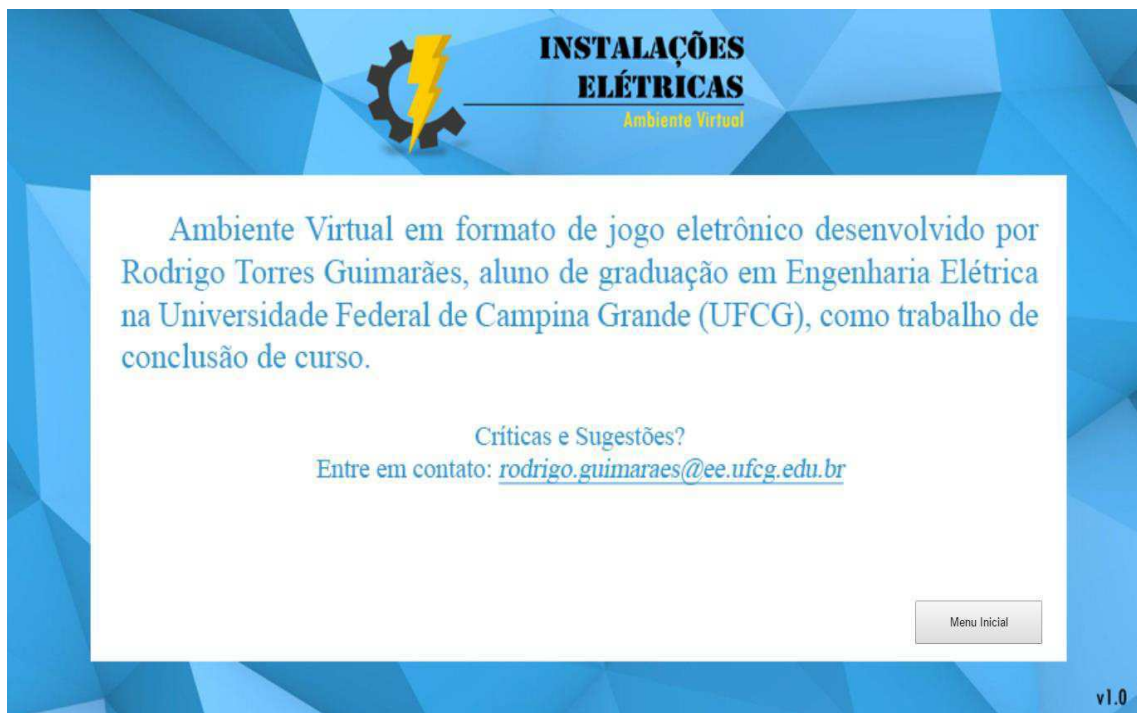 INSTALAÇÕES
ELÉTRICAS
Ambiente Virtual
Ambiente Virtual em formato de jogo eletrônico desenvolvido por
Rodrigo Torres Guimarães, aluno de graduação em Engenharia Elétrica
na Universidade Federal de Campina Grande (UFCG), como trabalho de
conclusão de curso.
Críticas e Sugestões?
Entre em contato: rodrigo.guimaraes@ee.ufcg.edu.br
Menu Inicial
v1.0